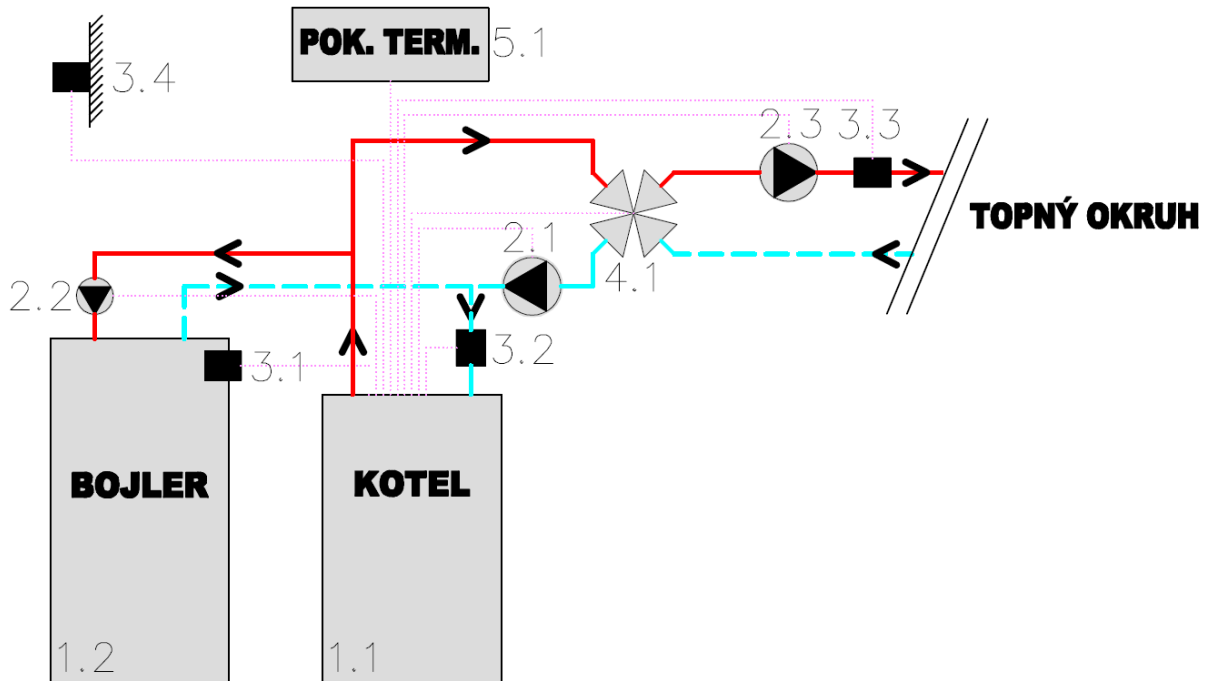 POK. TERM. 5.1
3.4
2.3 3.3
TOPNÝ OKRUH
2.1
4.1
2.2
3.1
3.2
BOJLER
KOTEL
1.2
1.1